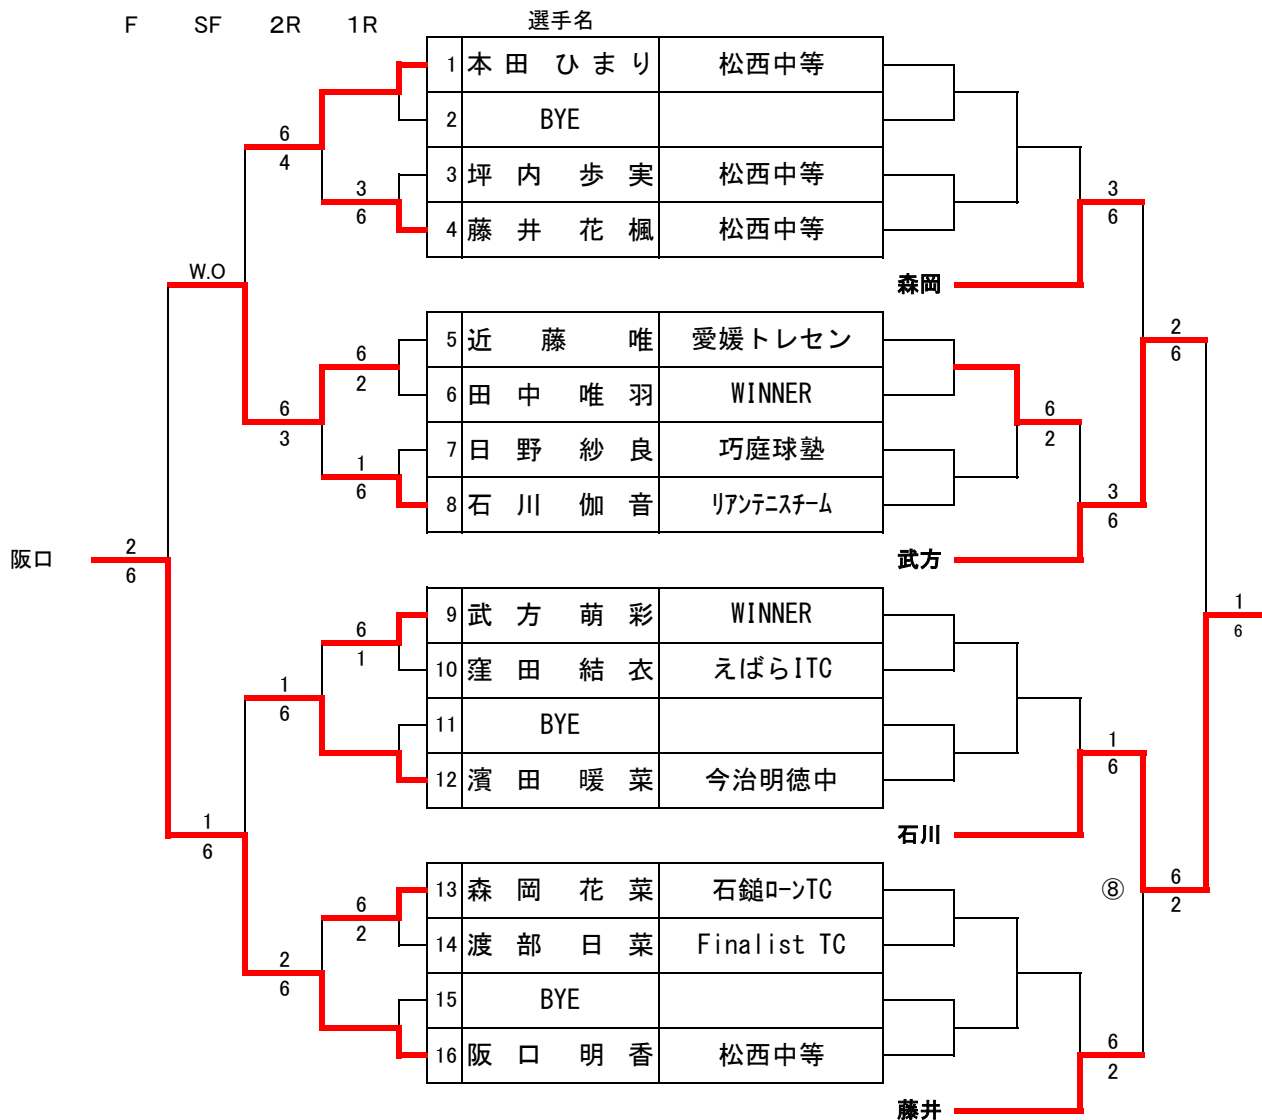 F SF 2R 1R 選手名
1 本田 ひまり 松西中等
2 BYE
6
4
3 坪内 歩実 松西中等
3
6
3
6
4 藤井 花楓 松西中等
W.O
森岡
5 近藤 唯 愛媛トレセン
2
6
6
2
6 田中 唯羽 WINNER
6
3
6
2
7 日野 紗良 巧庭球塾
1
6
8 石川 伽音 リアンテニスチーム
3
6
阪口
2
6
武方
9 武方 萌彩 WINNER
6
1
1
6
10 窪田 結衣 えばらITC
1
6
11 BYE
12 濱田 暖菜 今治明徳中
1
6
1
6
石川
13 森岡 花菜 石鎚ローンTC
⑧
6
2
6
2
14 渡部 日菜 Finalist TC
2
6
15 BYE
16 阪口 明香 松西中等
6
2
藤井